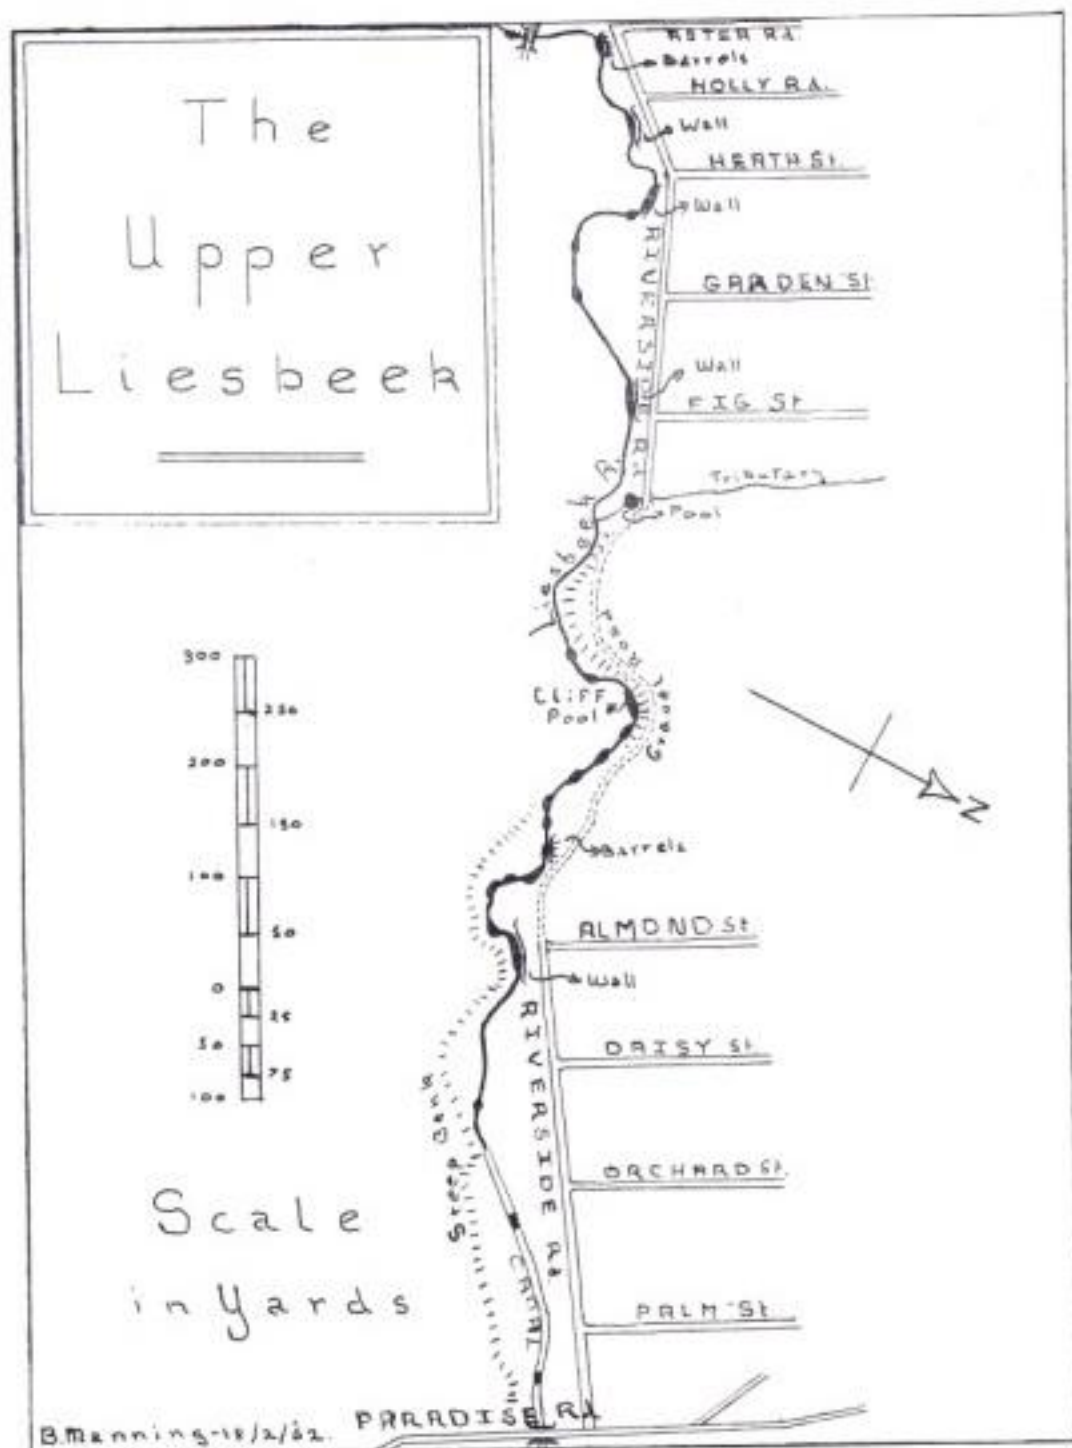 The
Upper
Liesbeek
ASTER Rd.
Barrels
HOLLY Rd.
Wall
HEATH St.
Wall
RIVERSIDE Rd
GARDEN St
Wall
FIG St
Tributary
Pool
Liesbeek R.
Gravel road
Cliff
Pool
N
Barrels
ALMOND St
Wall
RIVERSIDE Rd.
DAISY St.
ORCHARD St.
PALM St
Steep Bank
CANAL
PARADISE Rd
300
250
200
150
100
50
0
25
50
75
100
Scale
in Yards
B.Manning-18/2/